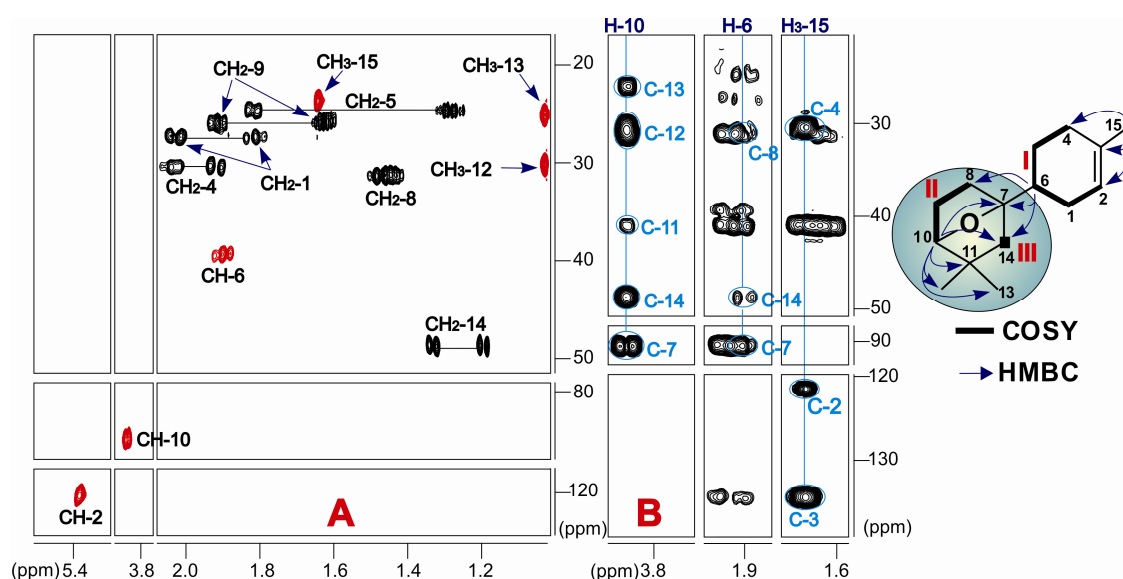 H-10 H-6 H3-15
CH2-9 CH3-15 CH3-13
CH2-5
20
C-13 C-4
C-12 30
C-8
CH3-12 30
CH2-4 CH2-1 CH2-8
15
4
I
8 6
II 7 2
1
O
10
14 III
11
13
C-11 40
CH-6 40
C-14 C-14 50
CH2-14
50
C-7 C-7 90
COSY
HMBC
80
120
C-2
CH-10
130
120
CH-2
A B
C-3
(ppm) (ppm)
(ppm) 5.4 3.8 2.0 1.8 1.6 1.4 1.2 (ppm) 3.8 1.9 1.6